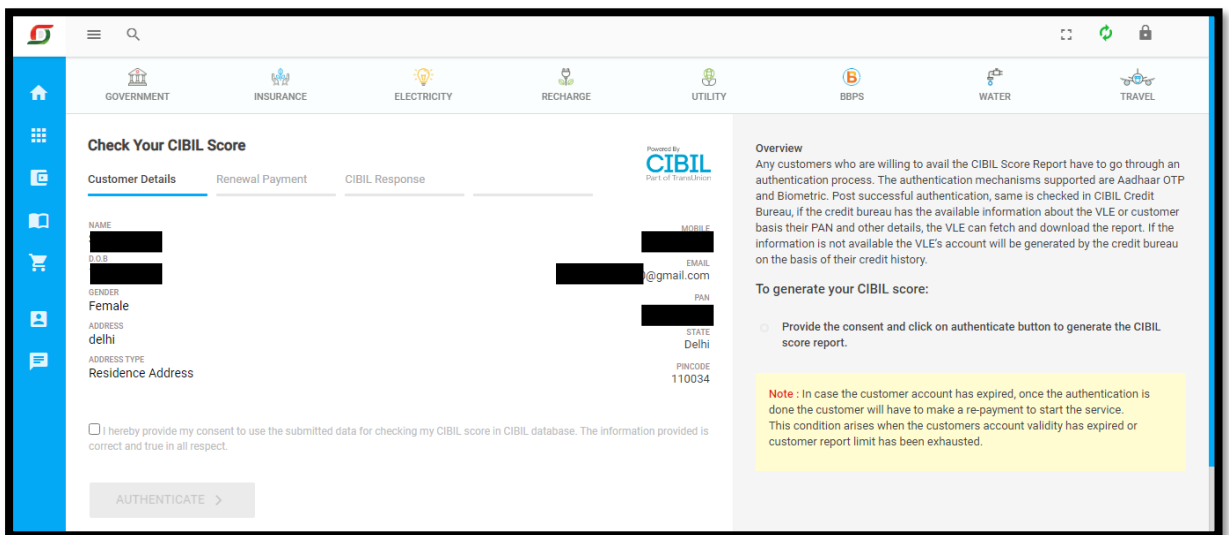 GOVERNMENT
INSURANCE
ELECTRICITY
RECHARGE
UTILITY
BBPS
WATER
TRAVEL
Check Your CIBIL Score
Powered By
CIBIL
Part of TransUnion
Customer Details
Renewal Payment
CIBIL Response
NAME
D.O.B
GENDER
Female
ADDRESS
delhi
ADDRESS TYPE
Residence Address
MOBILE
EMAIL
@gmail.com
PAN
STATE
Delhi
PINCODE
110034
I hereby provide my consent to use the submitted data for checking my CIBIL score in CIBIL database. The information provided is
correct and true in all respect.
AUTHENTICATE >
Overview
Any customers who are willing to avail the CIBIL Score Report have to go through an
authentication process. The authentication mechanisms supported are Aadhaar OTP
and Biometric. Post successful authentication, same is checked in CIBIL Credit
Bureau, if the credit bureau has the available information about the VLE or customer
basis their PAN and other details, the VLE can fetch and download the report. If the
information is not available the VLE's account will be generated by the credit bureau
on the basis of their credit history.
To generate your CIBIL score:
Provide the consent and click on authenticate button to generate the CIBIL
score report.
Note : In case the customer account has expired, once the authentication is
done the customer will have to make a re-payment to start the service.
This condition arises when the customers account validity has expired or
customer report limit has been exhausted.